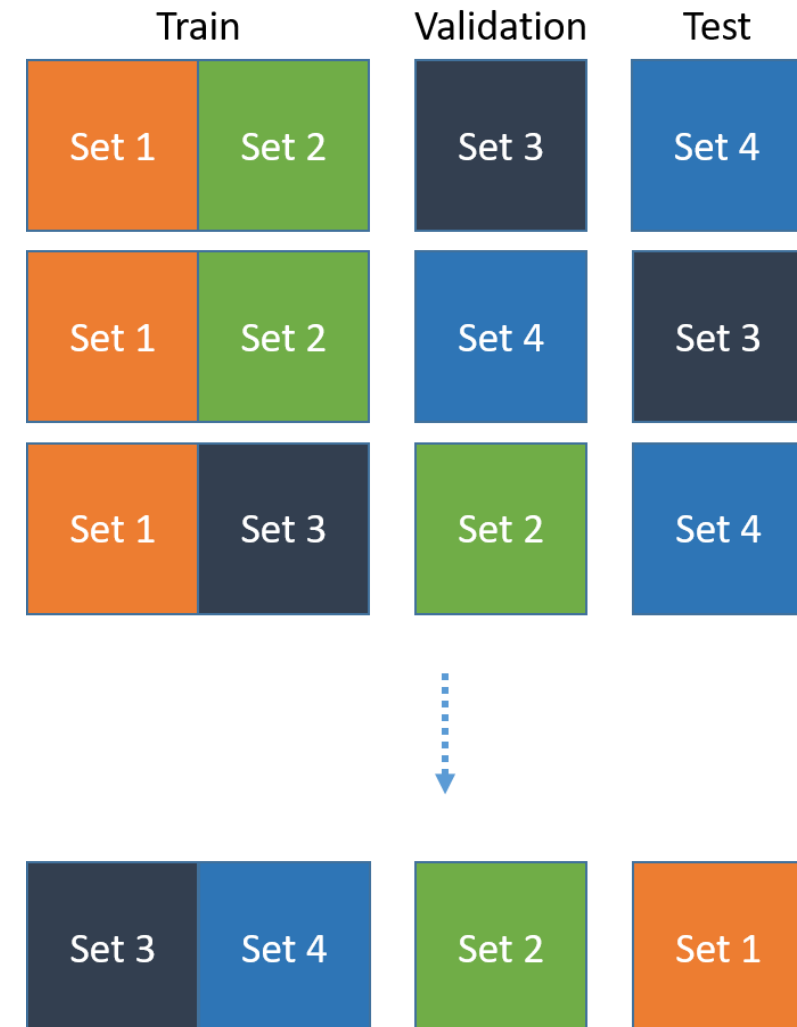 Train Validation Test
Set 1 Set 2 Set 3 Set 4
Set 1 Set 2 Set 4 Set 3
Set 1 Set 3 Set 2 Set 4
Set 3 Set 4 Set 2 Set 1